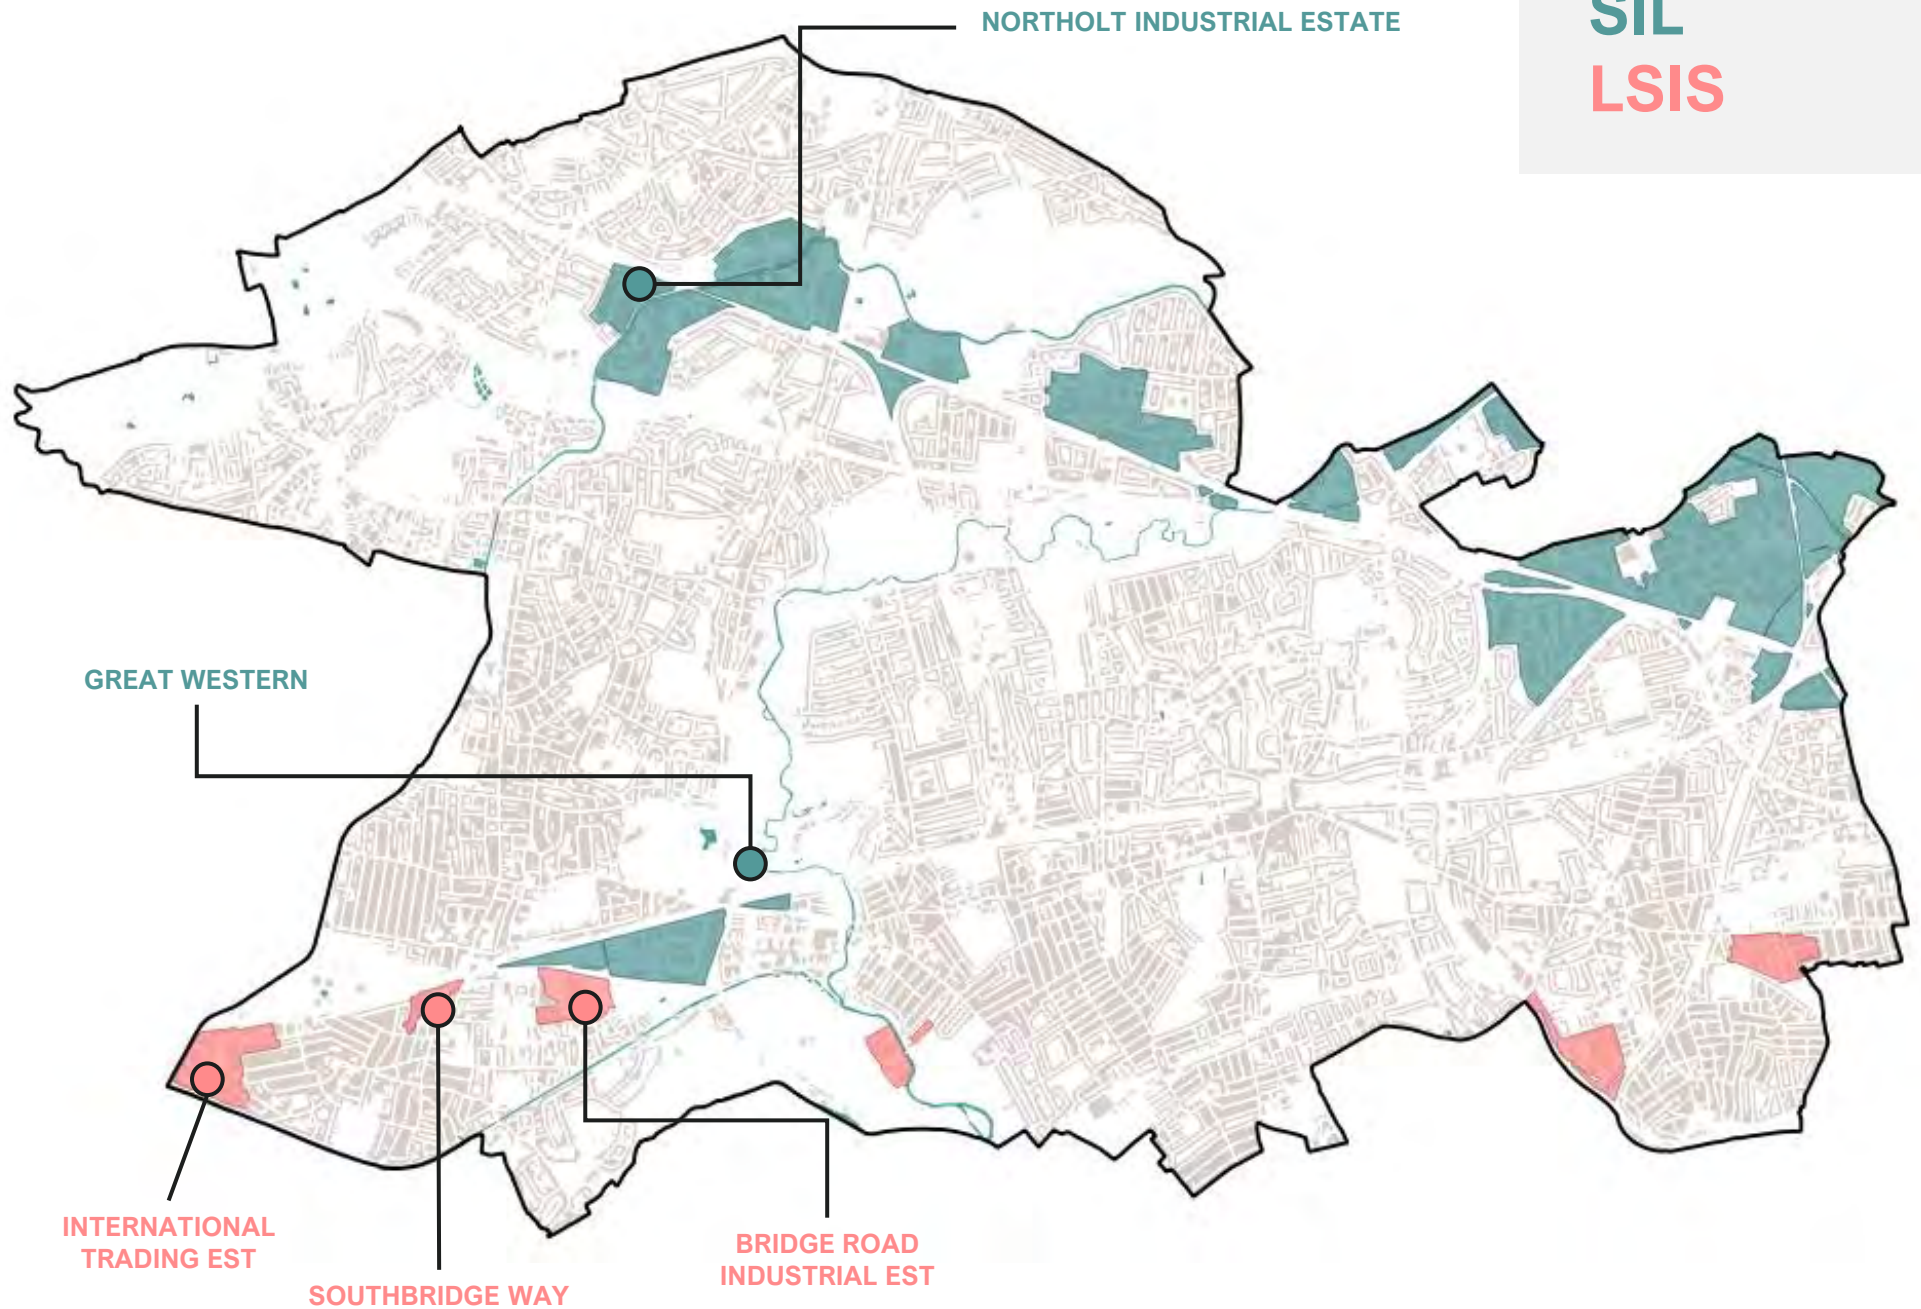 NORTHOLT INDUSTRIAL ESTATE
SIL
LSIS
GREAT WESTERN
INTERNATIONAL
TRADING EST
SOUTHBRIDGE WAY
BRIDGE ROAD
INDUSTRIAL EST